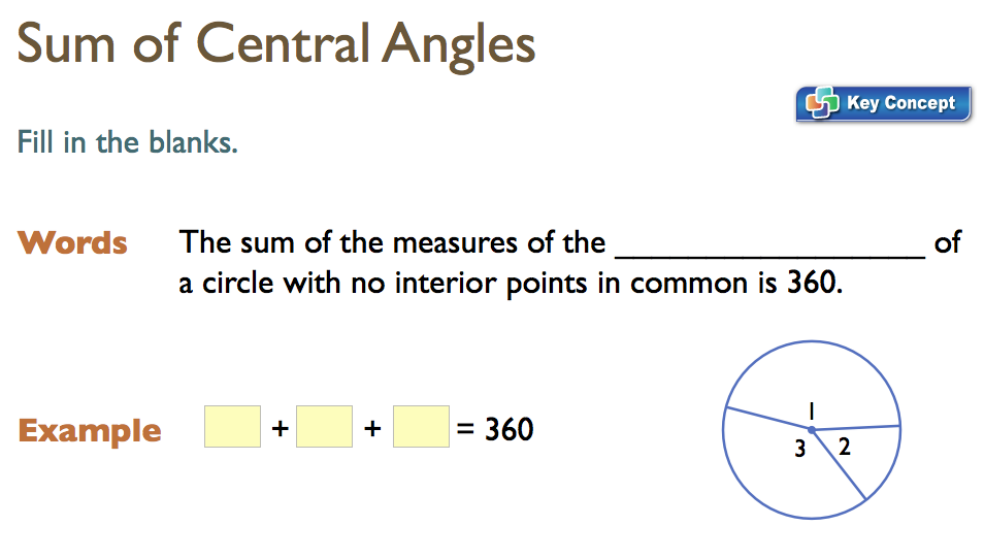 Sum of Central Angles
Key Concept
Fill in the blanks.
Words The sum of the measures of the _________________ of
a circle with no interior points in common is 360.
1
Example + + = 360
3 2